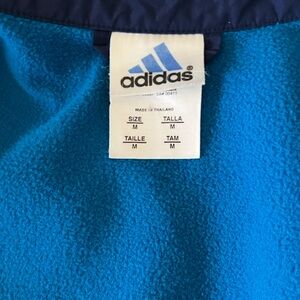 adidas®
MADE IN THAILAND
SIZE TALLA
M M
TAILLE TAM
M M